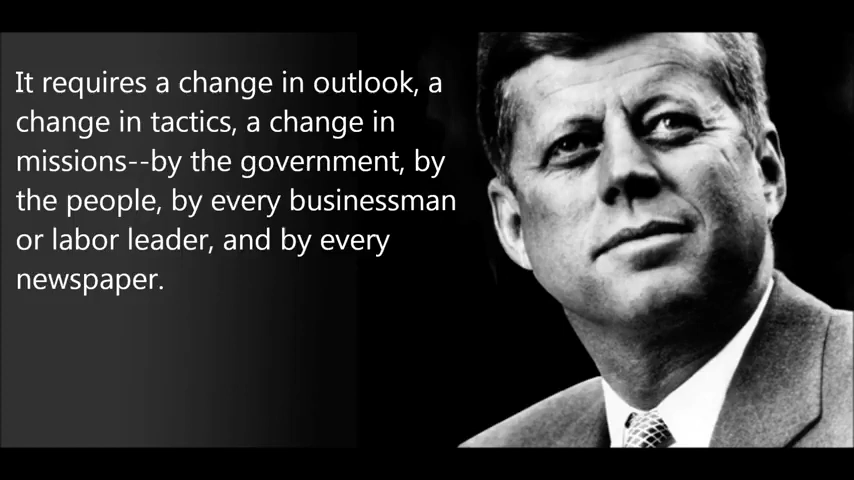 It requires a change in outlook, a
change in tactics, a change in
missions--by the government, by
the people, by every businessman
or labor leader, and by every
newspaper.